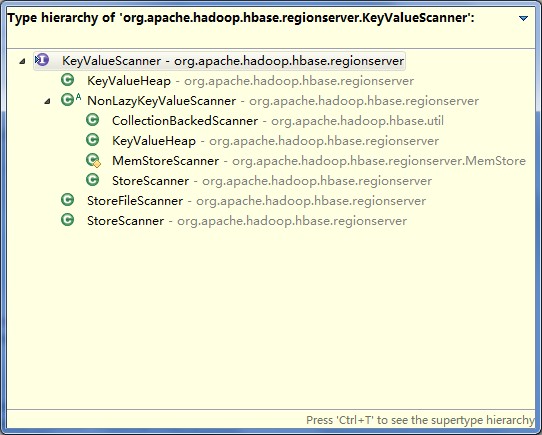 Type hierarchy of 'org.apache.hadoop.hbase.regionserver.KeyValueScanner':
KeyValueScanner - org.apache.hadoop.hbase.regionserver
KeyValueHeap - org.apache.hadoop.hbase.regionserver
NonLazyKeyValueScanner - org.apache.hadoop.hbase.regionserver
CollectionBackedScanner - org.apache.hadoop.hbase.util
KeyValueHeap - org.apache.hadoop.hbase.regionserver
MemStoreScanner - org.apache.hadoop.hbase.regionserver.MemStore
StoreScanner - org.apache.hadoop.hbase.regionserver
StoreFileScanner - org.apache.hadoop.hbase.regionserver
StoreScanner - org.apache.hadoop.hbase.regionserver
Press 'Ctrl+T' to see the supertype hierarchy